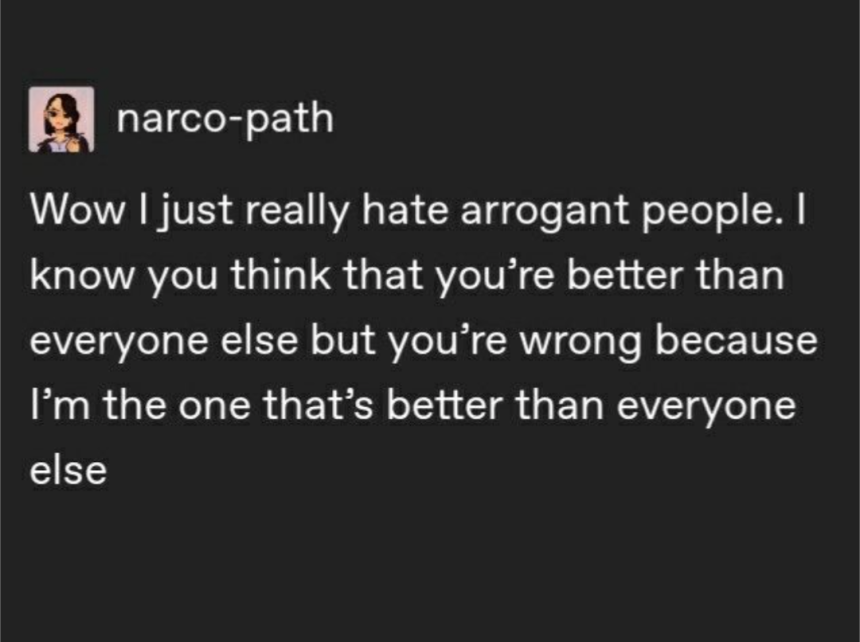 narco-path
Wow I just really hate arrogant people. I
know you think that you’re better than
everyone else but you’re wrong because
I’m the one that’s better than everyone
else